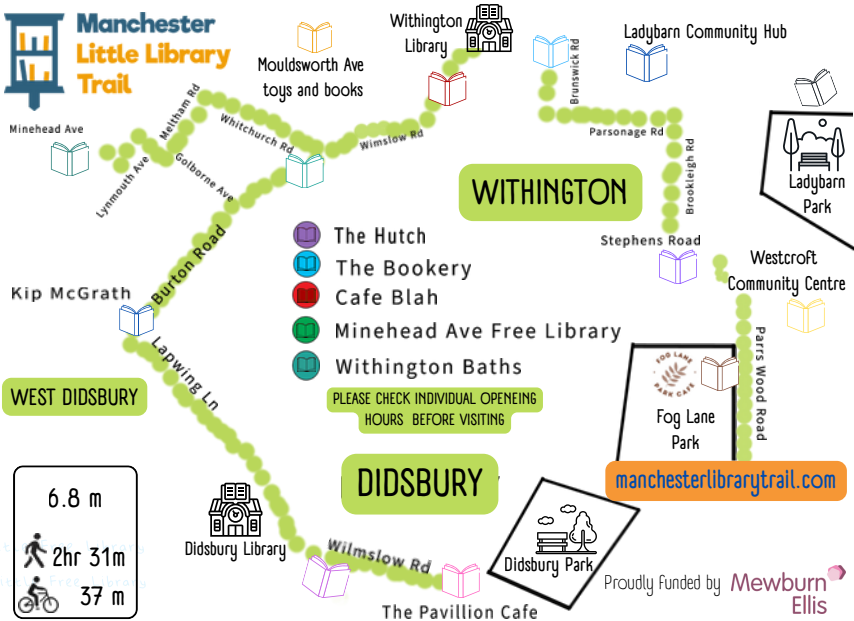 Manchester
Little Library
Trail
Withington
Library
Mouldsworth Ave
toys and books
Ladybarn Community Hub
Brunswick Rd
Minehead Ave
Meltham Rd
Whitchurch Rd
Wimslow Rd
Parsonage Rd
Lynmouth Ave
Golborne Ave
Brookleigh Rd
Ladybarn
Park
WITHINGTON
Burton Road
The Hutch
The Bookery
Cafe Blah
Minehead Ave Free Library
Withington Baths
Stephens Road
Westcroft
Community Centre
Kip McGrath
Lapwing Ln
Parrs Wood Road
FOG LANE
PARK CAFE
Fog Lane
Park
WEST DIDSBURY
PLEASE CHECK INDIVIDUAL OPENEING
HOURS BEFORE VISITING
DIDSBURY
manchesterlibrarytrail.com
6.8 m
2hr 31m
37 m
Free Library
Didsbury Library
Wilmslow Rd
Didsbury Park
The Pavillion Cafe
Proudly funded by
Mewburn
Ellis